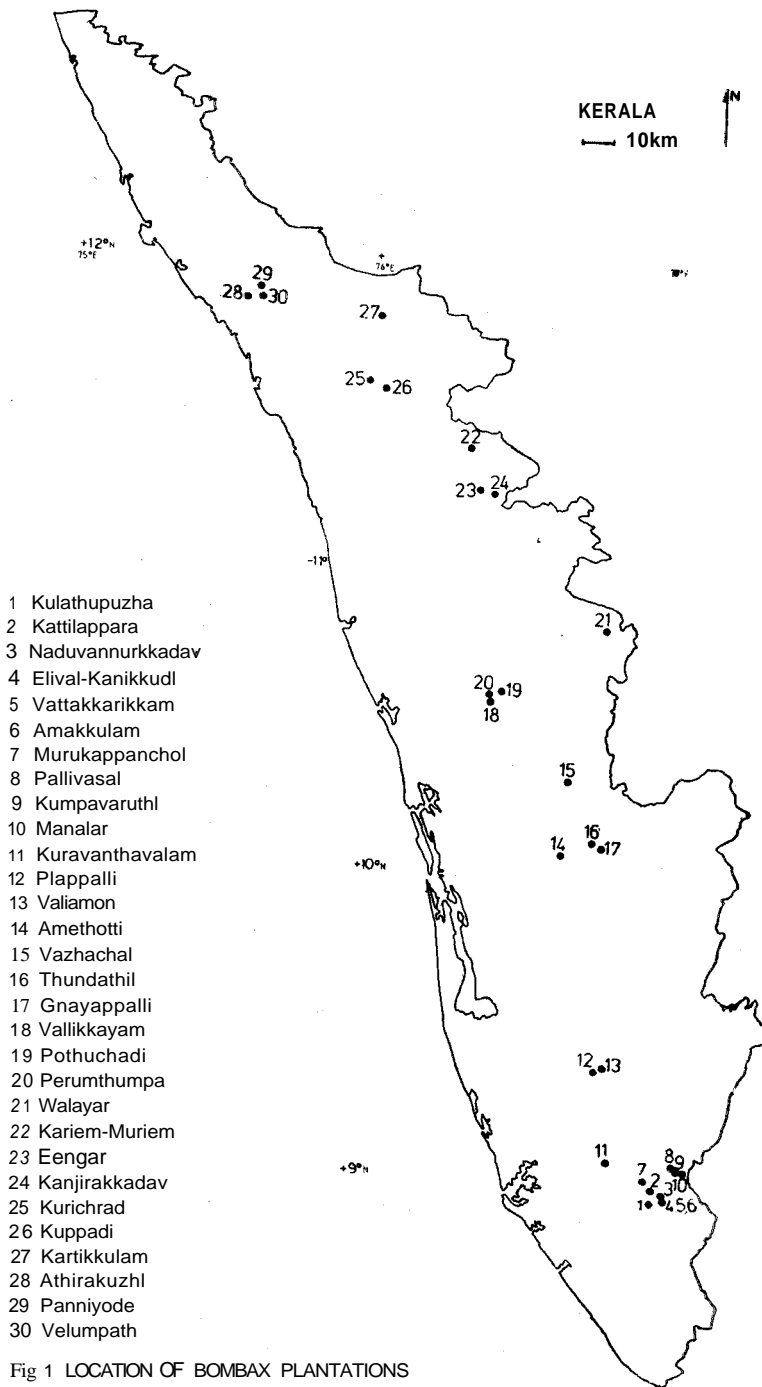 KERALA
10km
N
+12°N
75°E
+
76°E
29
28 30
27
25 26
22
23 24
-11°
21
20 19
18
15
16
14 17
+10°N
12 13
+9°N
11
8
9
7
2
10
3
1 4 5,6
1 Kulathupuzha
2 Kattilappara
3 Naduvannurkkadav
4 Elival-Kanikkudl
5 Vattakkarikkam
6 Amakkulam
7 Murukappanchol
8 Pallivasal
9 Kumpavaruthl
10 Manalar
11 Kuravanthavalam
12 Plappalli
13 Valiamon
14 Amethotti
15 Vazhachal
16 Thundathil
17 Gnayappalli
18 Vallikkayam
19 Pothuchadi
20 Perumthumpa
21 Walayar
22 Kariem-Muriem
23 Eengar
24 Kanjirakkadav
25 Kurichrad
26 Kuppadi
27 Kartikkulam
28 Athirakuzhl
29 Panniyode
30 Velumpath
Fig 1 LOCATION OF BOMBAX PLANTATIONS